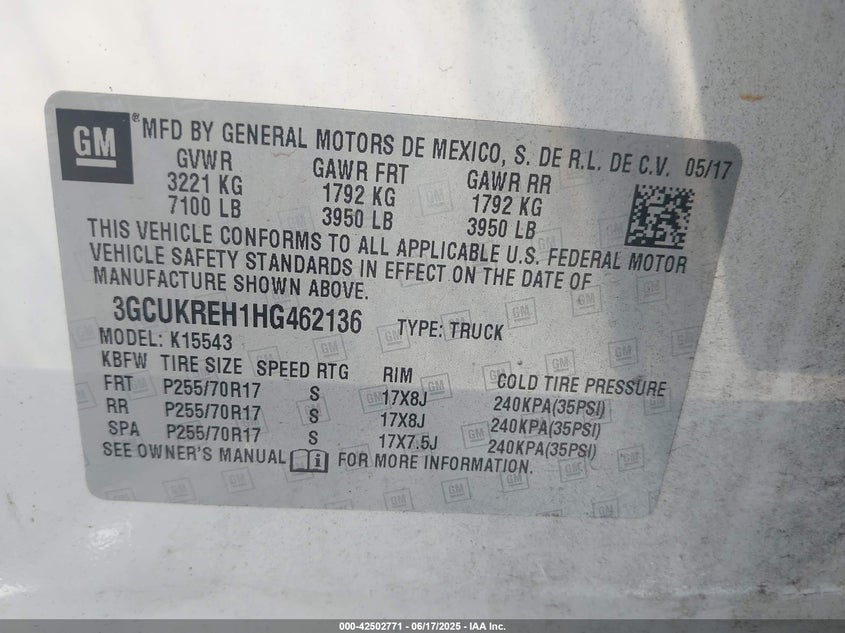 GM
® MFD BY GENERAL MOTORS DE MEXICO, S. DE R.L. DE C.V. 05/17
GVWR GAWR FRT GAWR RR
3221 KG 1792 KG 1792 KG
7100 LB 3950 LB 3950 LB
THIS VEHICLE CONFORMS TO ALL APPLICABLE U.S. FEDERAL MOTOR
VEHICLE SAFETY STANDARDS IN EFFECT ON THE DATE OF
MANUFACTURE SHOWN ABOVE.
3GCUKREH1HG462136 TYPE: TRUCK
MODEL: K15543
KBFW TIRE SIZE SPEED RTG RIM COLD TIRE PRESSURE
FRT P255/70R17 S 17X8J 240KPA(35PSI)
RR P255/70R17 S 17X8J 240KPA(35PSI)
SPA P255/70R17 S 17X7.5J 240KPA(35PSI)
SEE OWNER'S MANUAL FOR MORE INFORMATION.
000-42502771 - 06/17/2025 - IAA Inc.